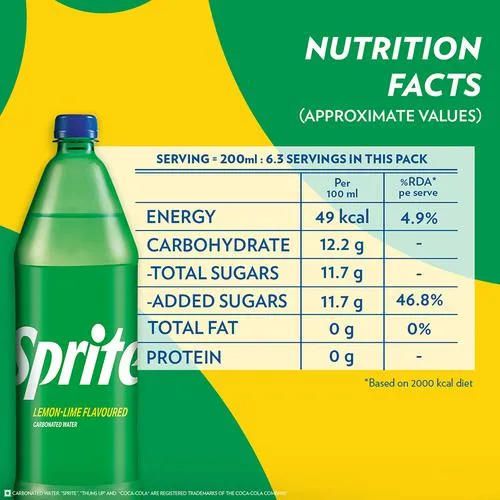 NUTRITION
FACTS
(APPROXIMATE VALUES)
SERVING = 200ml : 6.3 SERVINGS IN THIS PACK
Per
100 ml
%RDA*
pe serve
ENERGY 49 kcal 4.9%
CARBOHYDRATE 12.2 g -
-TOTAL SUGARS 11.7 g -
-ADDED SUGARS 11.7 g 46.8%
TOTAL FAT 0 g 0%
PROTEIN 0 g -
*Based on 2000 kcal diet
Sprite
LEMON-LIME FLAVOURED
CARBONATED WATER
CARBONATED WATER. "SPRITE", "THUMS UP" AND "COCA-COLA" ARE REGISTERED TRADEMARKS OF THE COCA-COLA COMPANY